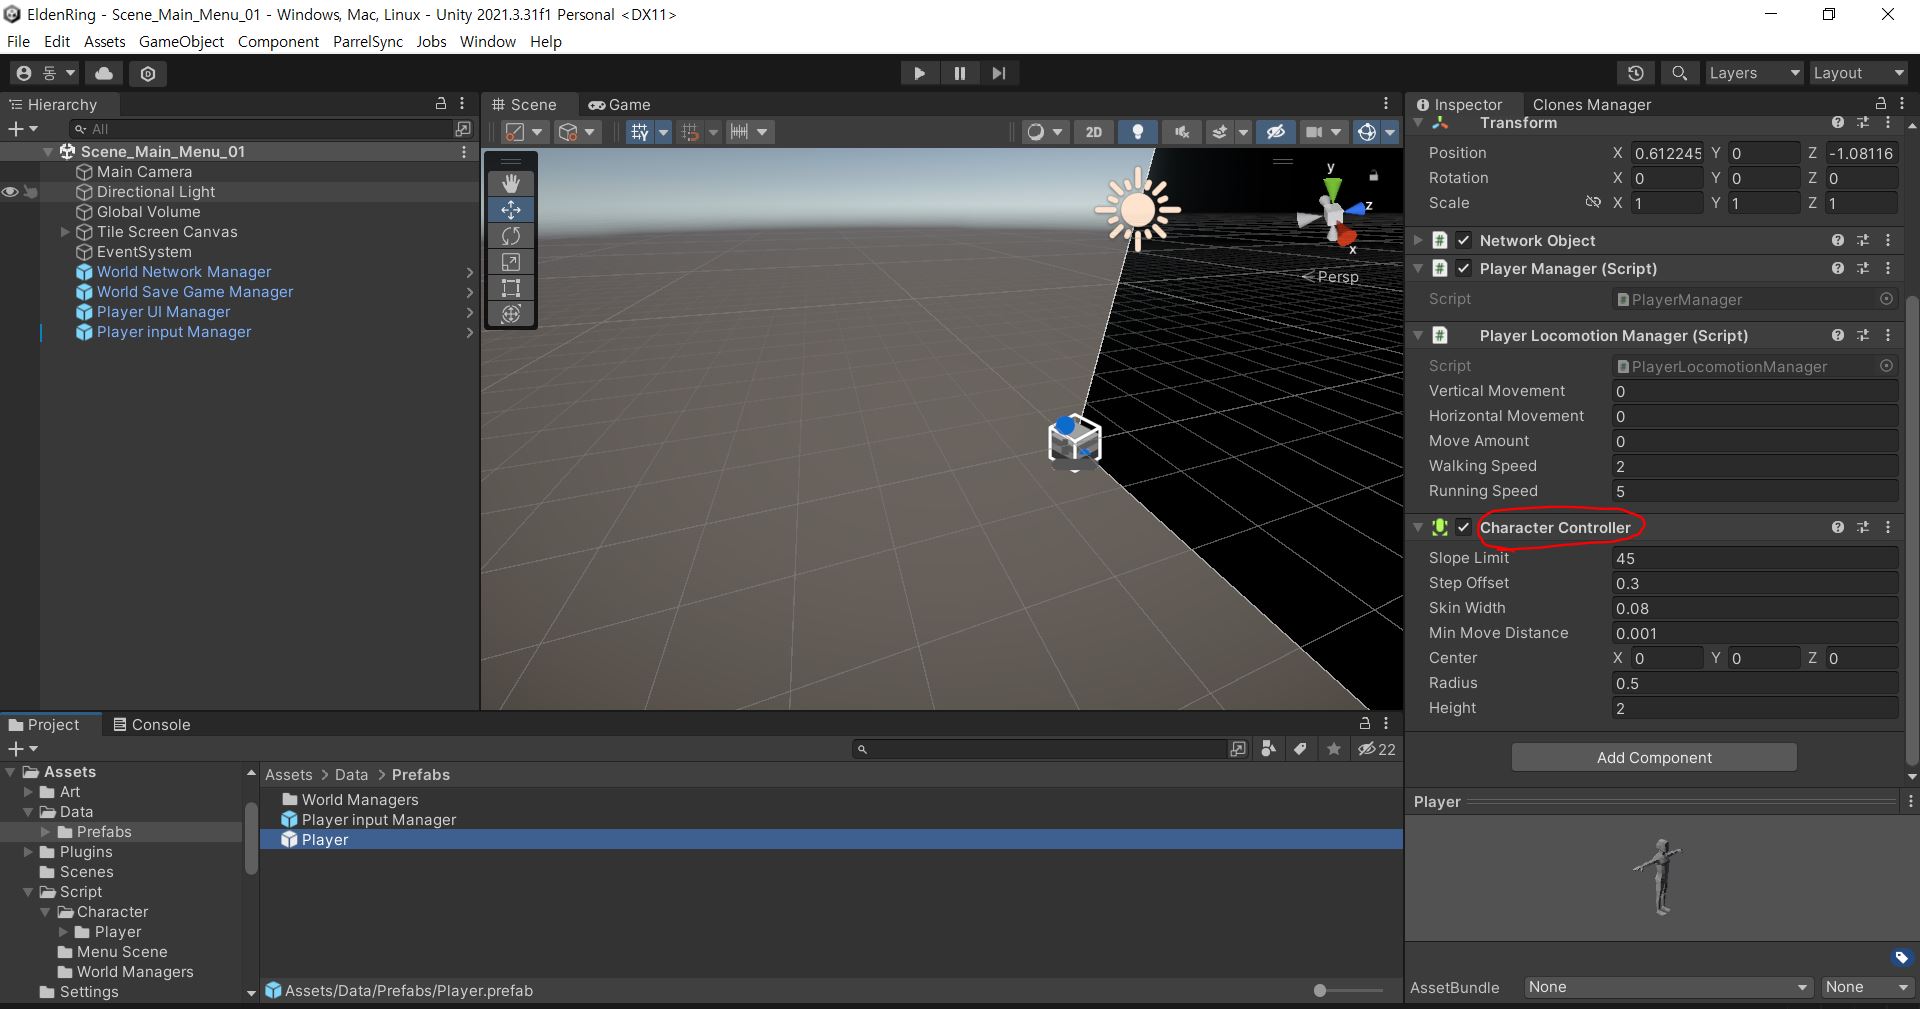 EldenRing - Scene_Main_Menu_01 - Windows, Mac, Linux - Unity 2021.3.31f1 Personal <DX11>
File Edit Assets GameObject Component ParrelSync Jobs Window Help
동 Layers Layout
Hierarchy
All
Scene_Main_Menu_01
Main Camera
Directional Light
Global Volume
Tile Screen Canvas
EventSystem
World Network Manager
World Save Game Manager
Player UI Manager
Player input Manager
Scene Game
2D
y
z
x
Persp
Inspector Clones Manager
Transform
Position X 0.612245 Y 0 Z -1.08116
Rotation X 0 Y 0 Z 0
Scale X 1 Y 1 Z 1
Network Object
Player Manager (Script)
Script PlayerManager
Player Locomotion Manager (Script)
Script PlayerLocomotionManager
Vertical Movement 0
Horizontal Movement 0
Move Amount 0
Walking Speed 2
Running Speed 5
Character Controller
Slope Limit 45
Step Offset 0.3
Skin Width 0.08
Min Move Distance 0.001
Center X 0 Y 0 Z 0
Radius 0.5
Height 2
Add Component
Player
AssetBundle None None
Project Console
22
Assets
Art
Data
Prefabs
Plugins
Scenes
Script
Character
Player
Menu Scene
World Managers
Settings
Assets > Data > Prefabs
World Managers
Player input Manager
Player
Assets/Data/Prefabs/Player.prefab